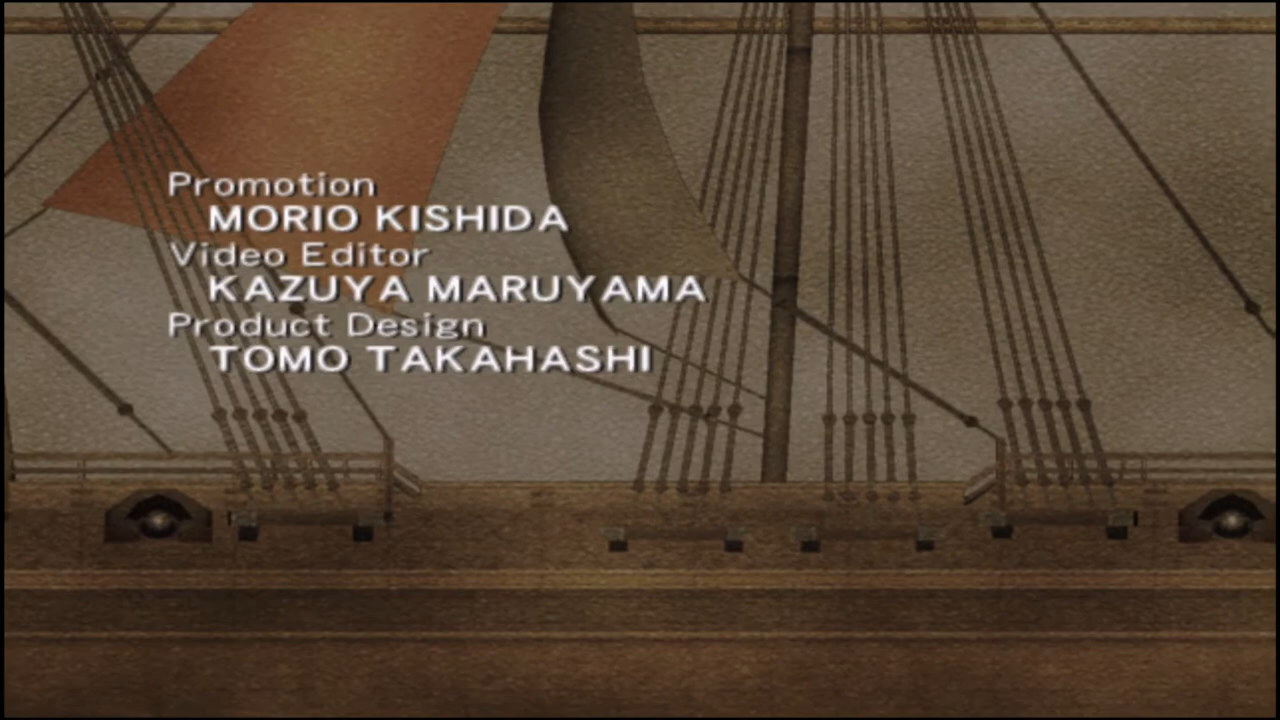 Promotion
MORIO KISHIDA
Video Editor
KAZUYA MARUYAMA
Product Design
TOMO TAKAHASHI